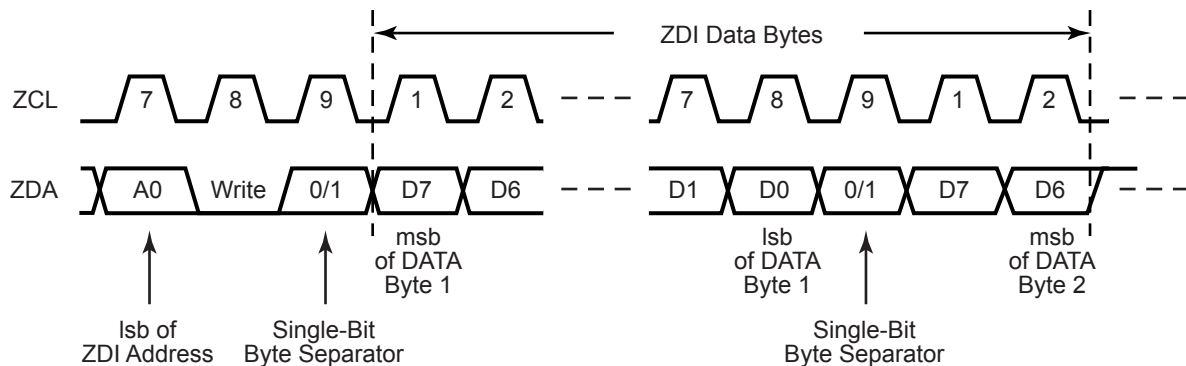 ZDI Data Bytes
ZCL 7 8 9 1 2 7 8 9 1 2
ZDA A0 Write 0/1 D7 D6 D1 D0 0/1 D7 D6
msb
of DATA
Byte 1
lsb
of DATA
Byte 1
msb
of DATA
Byte 2
lsb of
ZDI Address
Single-Bit
Byte Separator
Single-Bit
Byte Separator